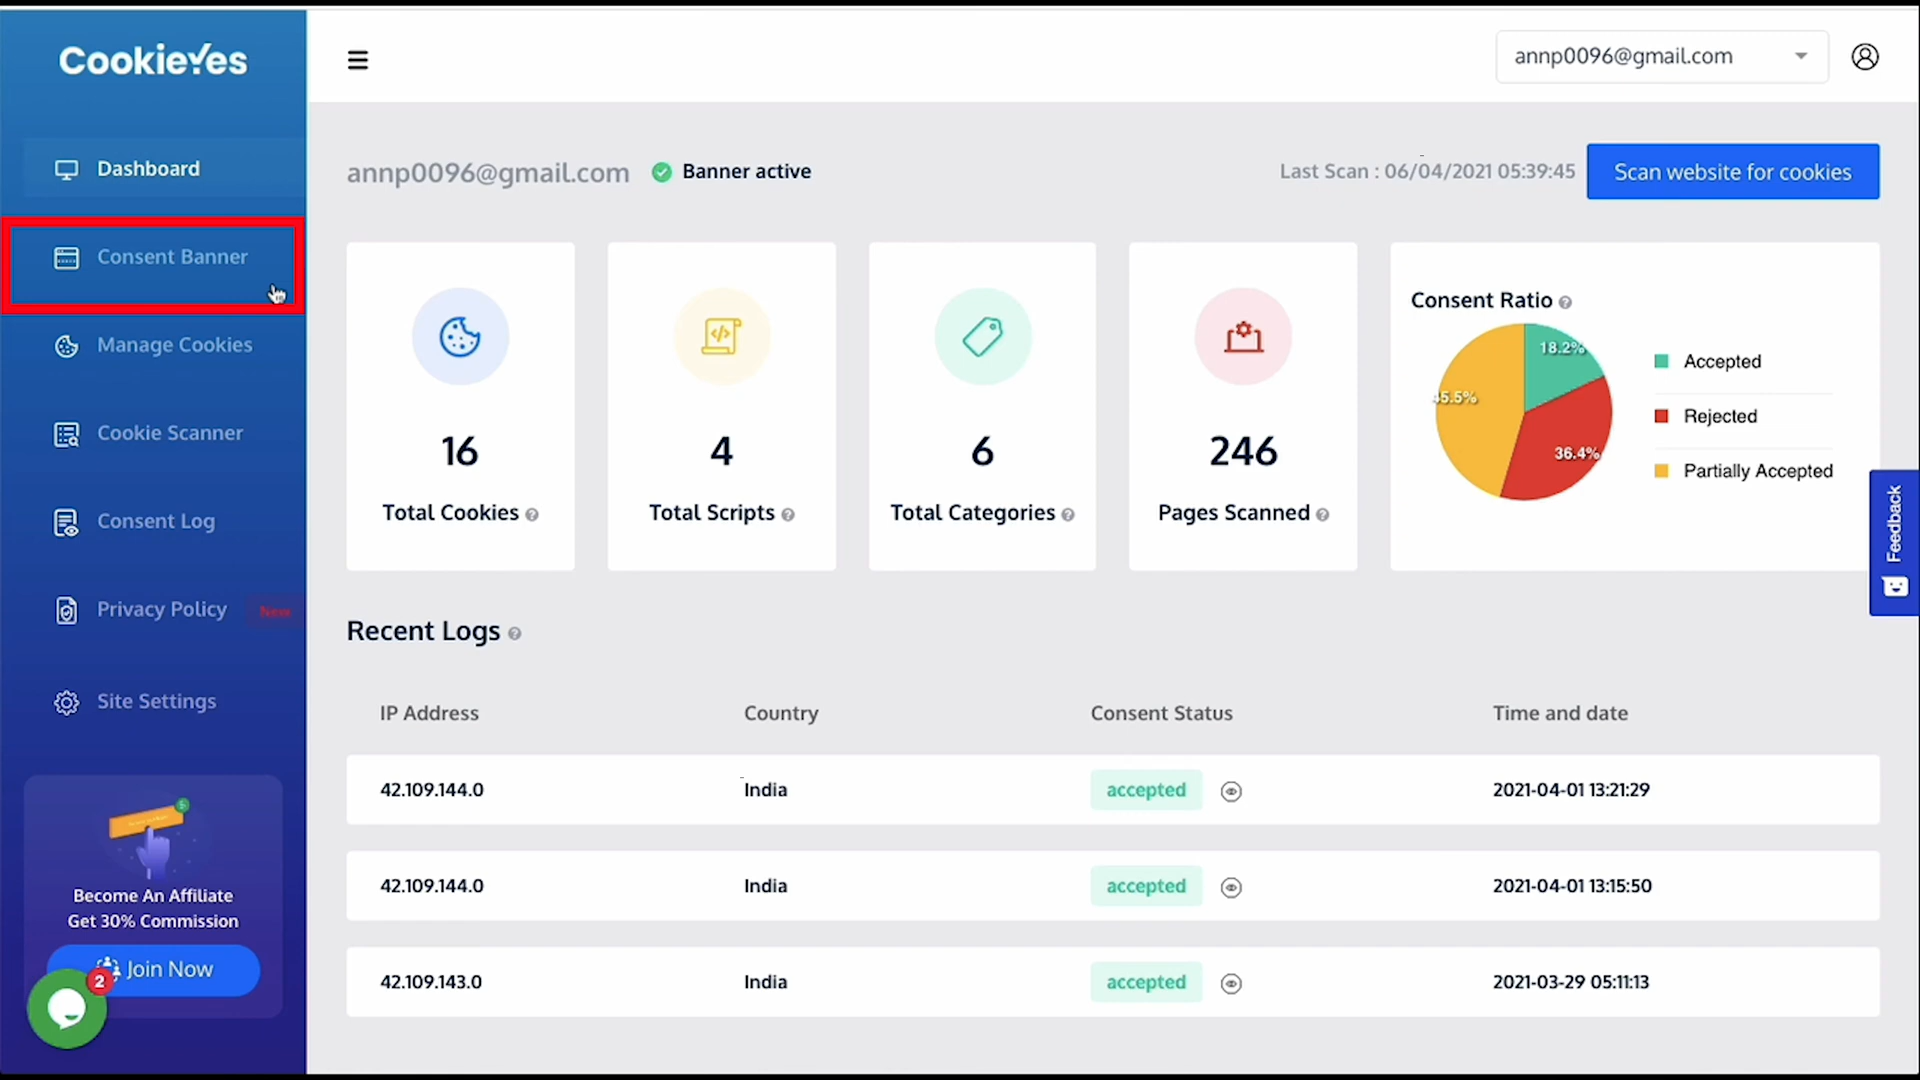 CookieYes
annp0096@gmail.com
Dashboard
Consent Banner
Manage Cookies
Cookie Scanner
Consent Log
Privacy Policy New
Site Settings
Become An Affiliate
Get 30% Commission
Join Now
2
annp0096@gmail.com Banner active
Last Scan : 06/04/2021 05:39:45
Scan website for cookies
16
Total Cookies
4
Total Scripts
6
Total Categories
246
Pages Scanned
Consent Ratio
18.2%
45.5%
36.4%
Accepted
Rejected
Partially Accepted
Feedback
Recent Logs
IP Address Country Consent Status Time and date
42.109.144.0 India accepted 2021-04-01 13:21:29
42.109.144.0 India accepted 2021-04-01 13:15:50
42.109.143.0 India accepted 2021-03-29 05:11:13